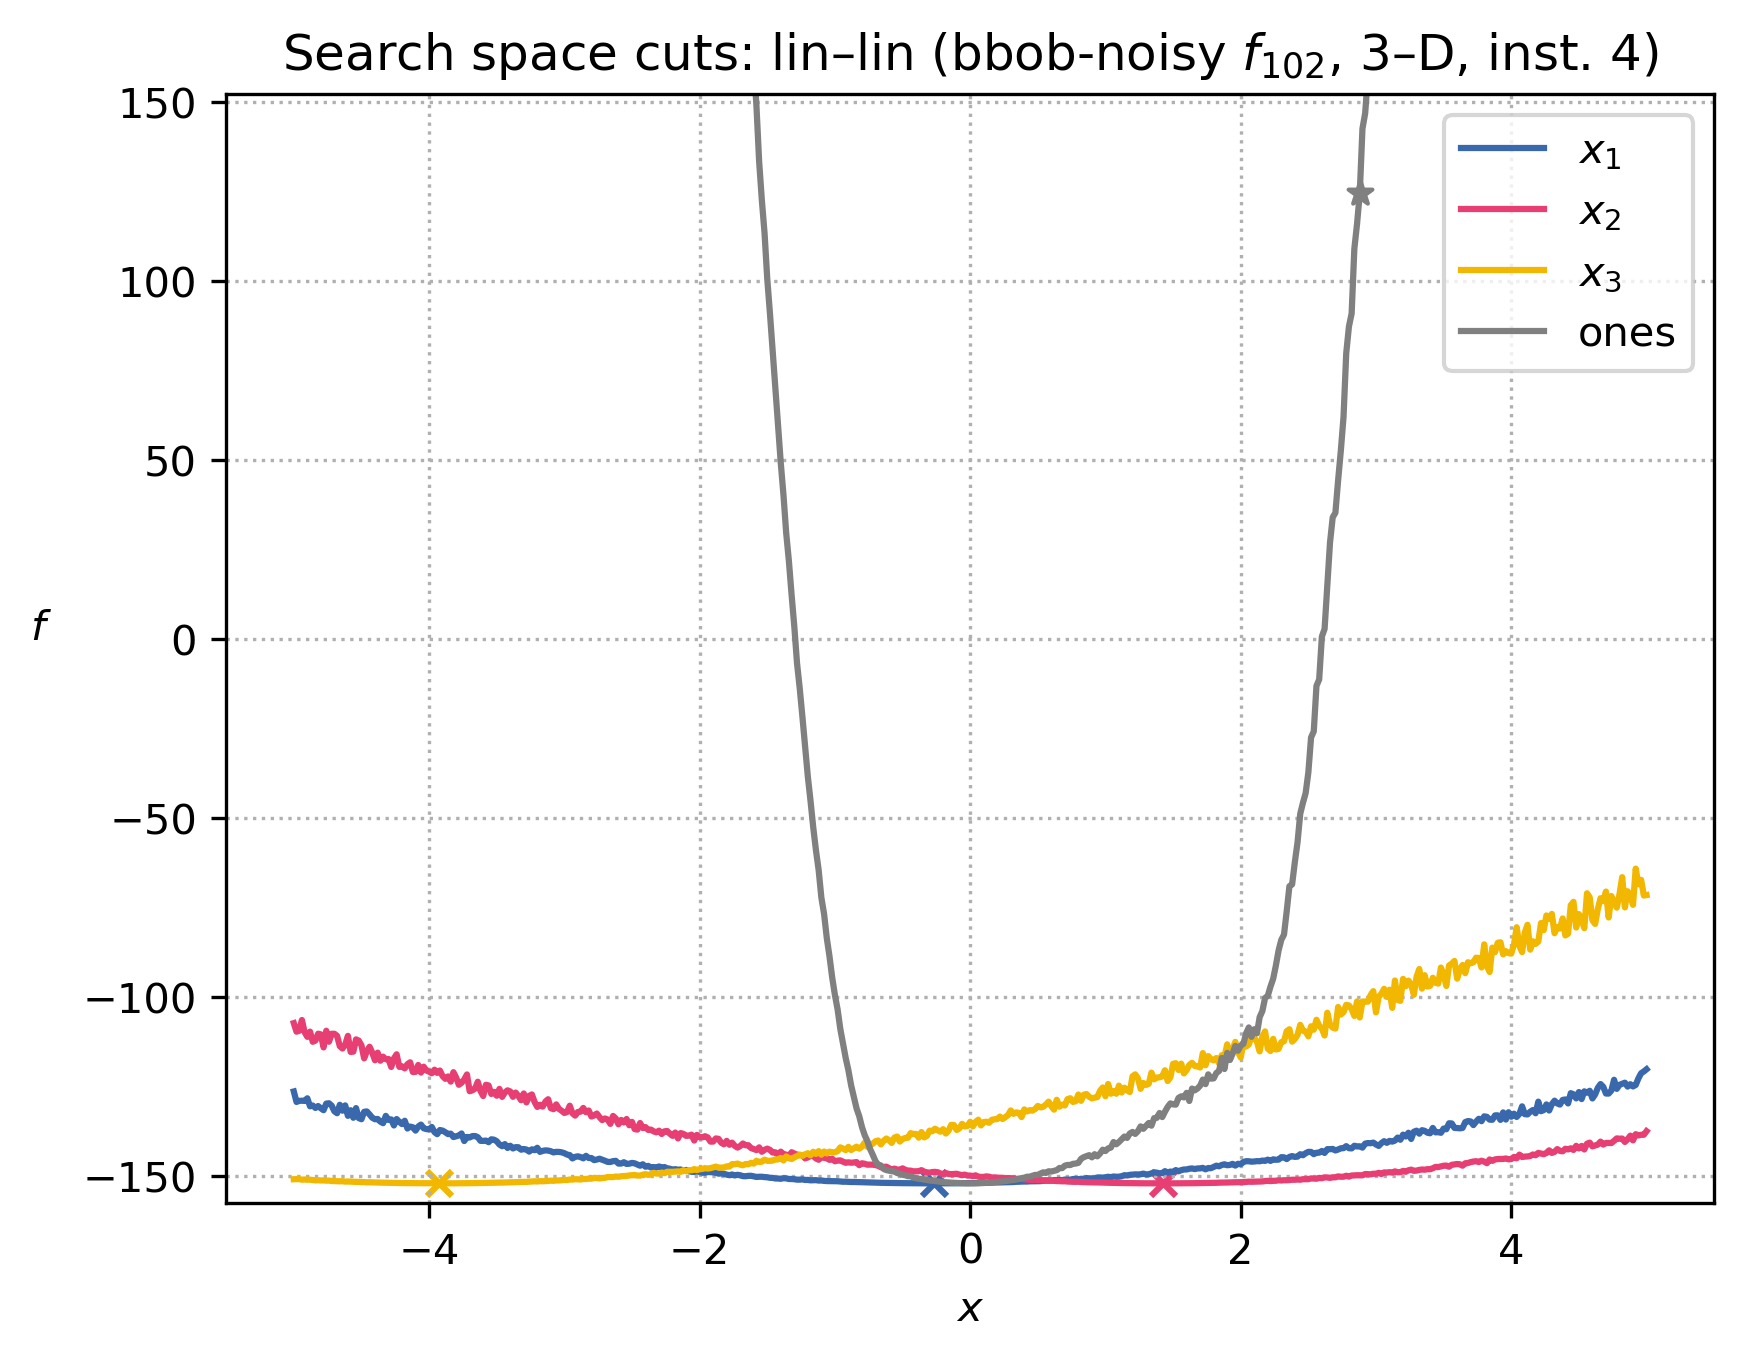 Search space cuts: lin–lin (bbob-noisy f₁₀₂, 3–D, inst. 4)
150
100
50
0
−50
−100
−150
f
x₁
x₂
x₃
ones
−4
−2
0
2
4
x